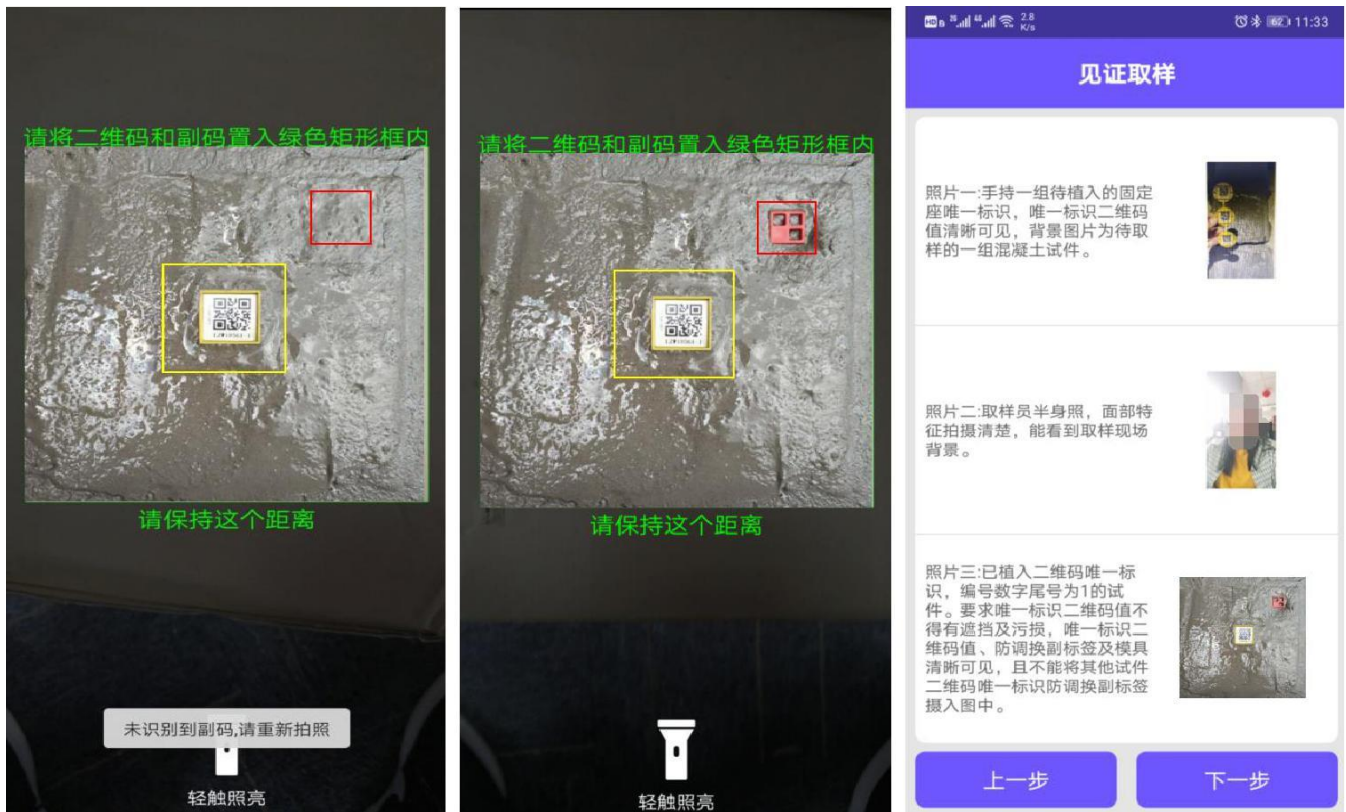 请将二维码和副码置入绿色矩形框内
请保持这个距离
未识别到副码,请重新拍照
轻触照亮
请将二维码和副码置入绿色矩形框内
请保持这个距离
轻触照亮
2.8
K/s
62
11:33
见证取样
照片一:手持一组待植入的固定
座唯一标识，唯一标识二维码
值清晰可见，背景图片为待取
样的一组混凝土试件。
照片二:取样员半身照，面部特
征拍摄清楚，能看到取样现场
背景。
照片三:已植入二维码唯一标
识，编号数字尾号为1的试
件。要求唯一标识二维码值不
得有遮挡及污损，唯一标识二
维码值、防调换副标签及模具
清晰可见，且不能将其他试件
二维码唯一标识防调换副标签
摄入图中。
上一步
下一步